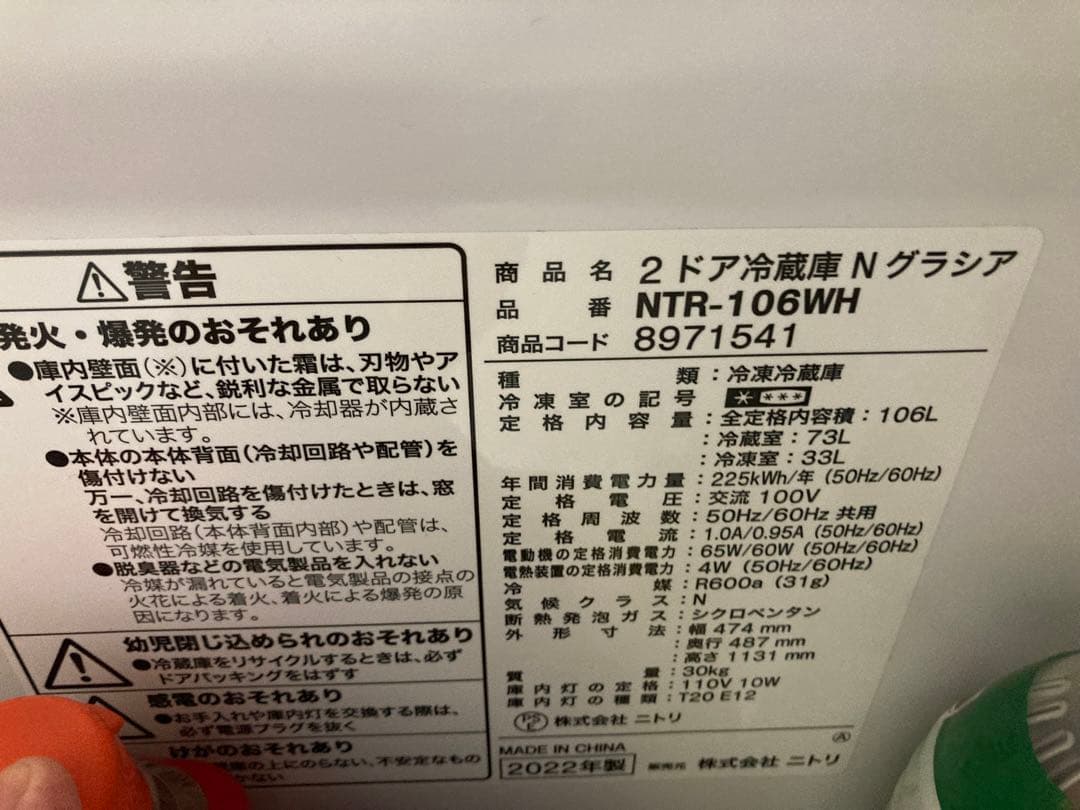 警告
発火・爆発のおそれあり
●庫内壁面(※)に付いた霜は、刃物やア
イスピックなど、鋭利な金属で取らない
※庫内壁面内部には、冷却器が内蔵さ
れています。
●本体の本体背面(冷却回路や配管)を
傷付けない
万一、冷却回路を傷付けたときは、窓
を開けて換気する
冷却回路(本体背面内部)や配管は、
可燃性冷媒を使用しています。
●脱臭器などの電気製品を入れない
冷媒が漏れていると電気製品の接点の
火花による着火、着火による爆発の原
因になります。
幼児閉じ込められのおそれあり
●冷蔵庫をリサイクルするときは、必ず
ドアパッキングをはずす
感電のおそれあり
●お手入れや庫内灯を交換する際は、
必ず電源プラグを抜く
けがのおそれあり
庫の上にのらない、不安定なもの
かない
商品名 2ドア冷蔵庫 N グラシア
品番 NTR-106WH
商品コード 8971541
種類:冷凍冷蔵庫
冷凍室の記号 * ***
定格内容量:全定格内容積:106L
:冷蔵室:73L
:冷凍室:33L
年間消費電力量:225kWh/年(50Hz/60Hz)
定格電圧:交流 100V
定格周波数:50Hz/60Hz 共用
定格電流:1.0A/0.95A (50Hz/60Hz)
電動機の定格消費電力:65W/60W (50Hz/60Hz)
電熱装置の定格消費電力:4W (50Hz/60Hz)
冷媒:R600a (31g)
気候クラス:N
断熱発泡ガス:シクロペンタン
外形寸法:幅 474 mm
:奥行 487 mm
:高さ 1131 mm
質量:30kg
庫内灯の定格:110V 10W
庫内灯の種類:T20 E12
PSE 株式会社 ニトリ
Ⓐ
MADE IN CHINA
2022年製 販売元 株式会社 ニトリ